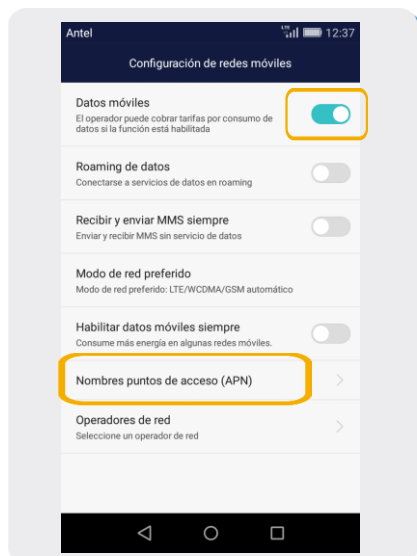 Antel LTE 12:37
Configuración de redes móviles
Datos móviles
El operador puede cobrar tarifas por consumo de
datos si la función está habilitada
Roaming de datos
Conectarse a servicios de datos en roaming
Recibir y enviar MMS siempre
Enviar y recibir MMS sin servicio de datos
Modo de red preferido
Modo de red preferido: LTE/WCDMA/GSM automático
Habilitar datos móviles siempre
Consume más energía en algunas redes móviles.
Nombres puntos de acceso (APN)
Operadores de red
Seleccione un operador de red